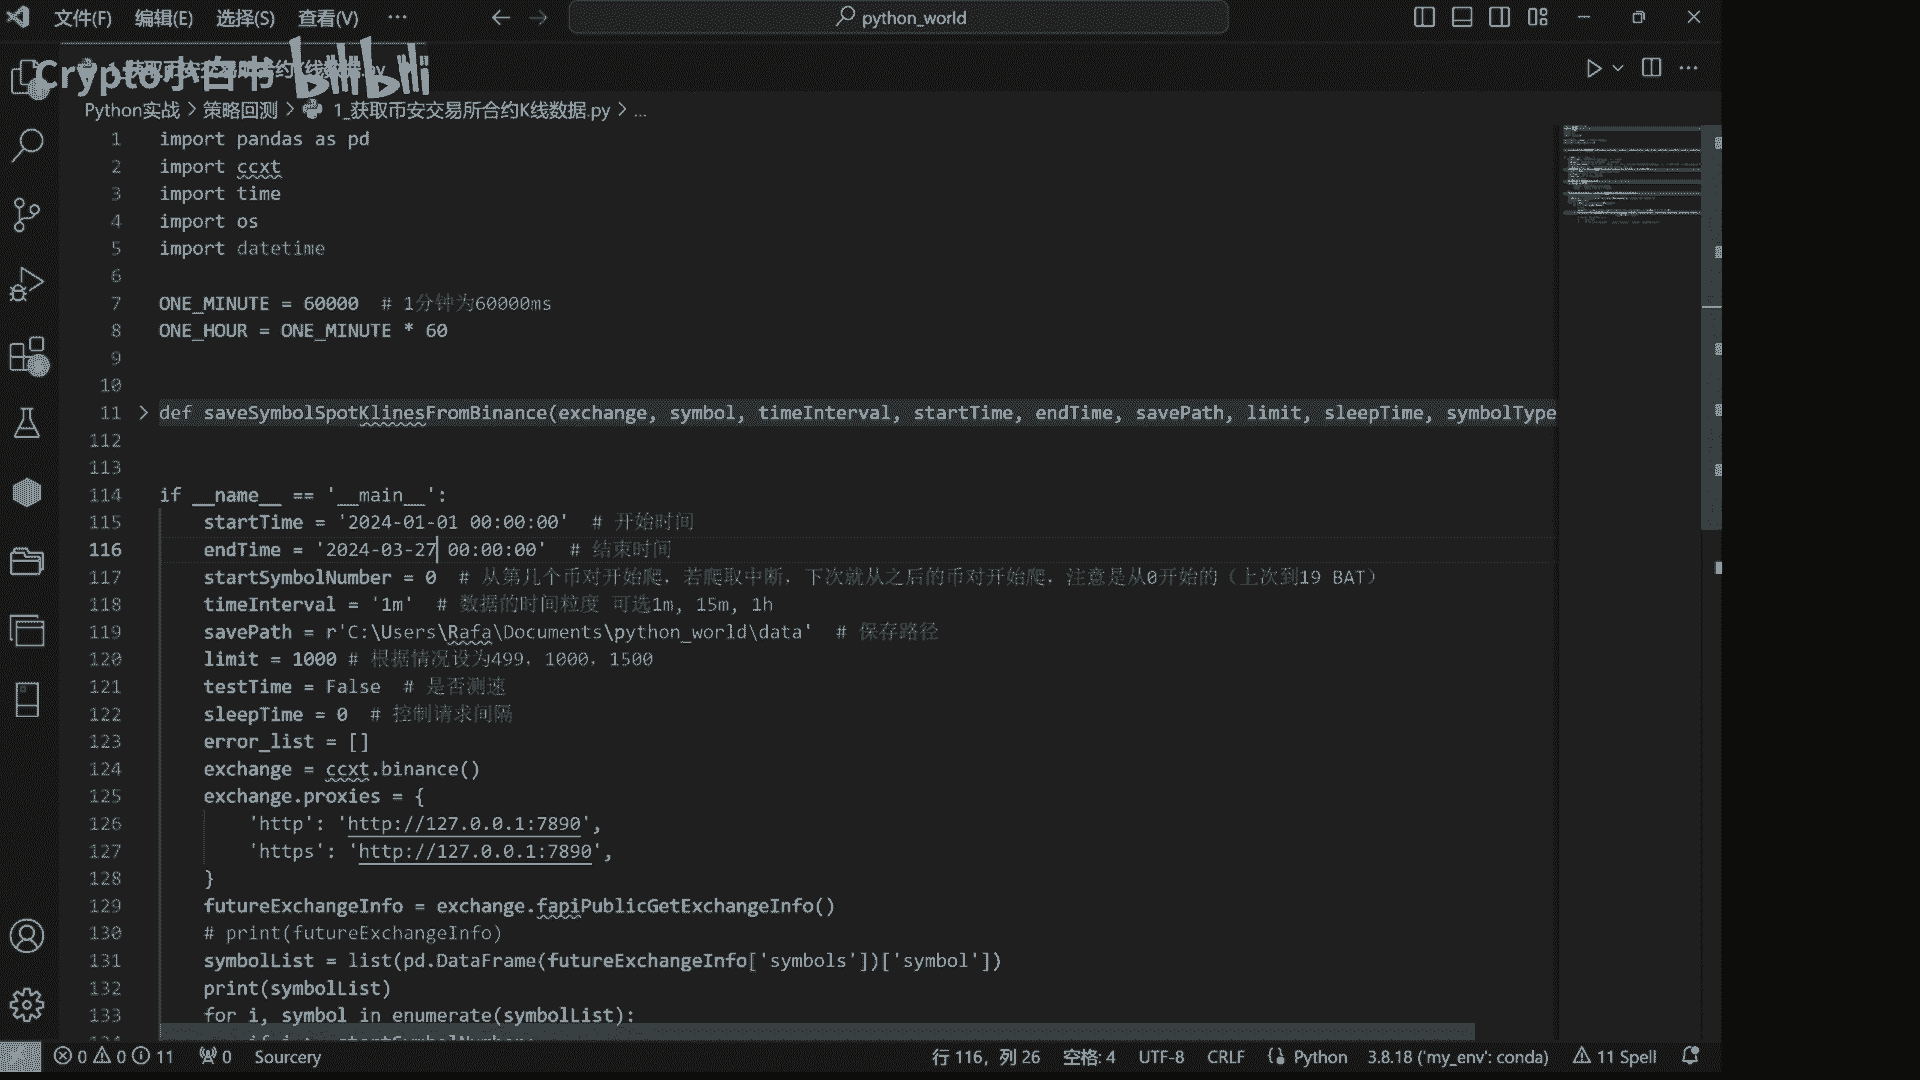 文件(F) 编辑(E) 选择(S) 查看(V) ··· python_world
Crypto小白书 bilibili
Python实战 > 策略回测 > 1_获取币安交易所合约K线数据.py > ...
1 import pandas as pd
2 import ccxt
3 import time
4 import os
5 import datetime
6
7 ONE_MINUTE = 60000  # 1分钟为60000ms
8 ONE_HOUR = ONE_MINUTE * 60
9
10
11 def saveSymbolSpotKlinesFromBinance(exchange, symbol, timeInterval, startTime, endTime, savePath, limit, sleepTime, symbolType
112
113
114 if __name__ == '__main__':
115 startTime = '2024-01-01 00:00:00'  # 开始时间
116 endTime = '2024-03-27 00:00:00'  # 结束时间
117 startSymbolNumber = 0  # 从第几个币对开始爬，若爬取中断，下次就从之后的币对开始爬，注意是从0开始的（上次到19 BAT）
118 timeInterval = '1m'  # 数据的时间粒度 可选1m, 15m, 1h
119 savePath = r'C:\Users\Rafa\Documents\python_world\data'  # 保存路径
120 limit = 1000 # 根据情况设为499，1000，1500
121 testTime = False  # 是否测速
122 sleepTime = 0  # 控制请求间隔
123 error_list = []
124 exchange = ccxt.binance()
125 exchange.proxies = {
126 'http': 'http://127.0.0.1:7890',
127 'https': 'http://127.0.0.1:7890',
128 }
129 futureExchangeInfo = exchange.fapiPublicGetExchangeInfo()
130 # print(futureExchangeInfo)
131 symbolList = list(pd.DataFrame(futureExchangeInfo['symbols'])['symbol'])
132 print(symbolList)
133 for i, symbol in enumerate(symbolList):
0 0 11 0 Sourcery 行 116，列 26 空格: 4 UTF-8 CRLF Python 3.8.18 ('my_env': conda) 11 Spell